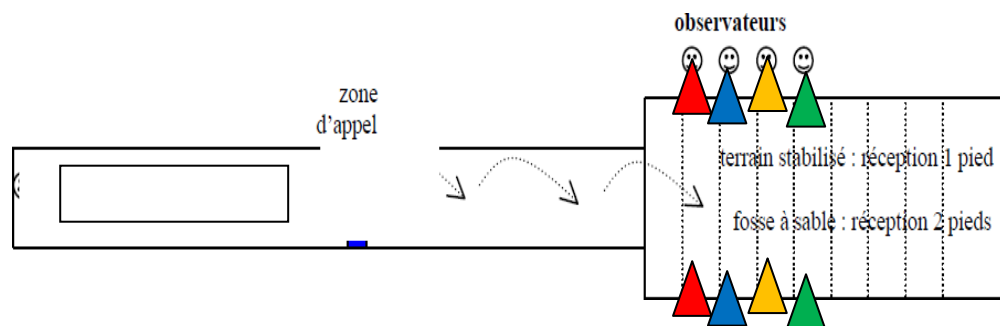 observateurs
zone
d'appel
terrain stabilisé : réception 1 pied
fosse à sable : réception 2 pieds